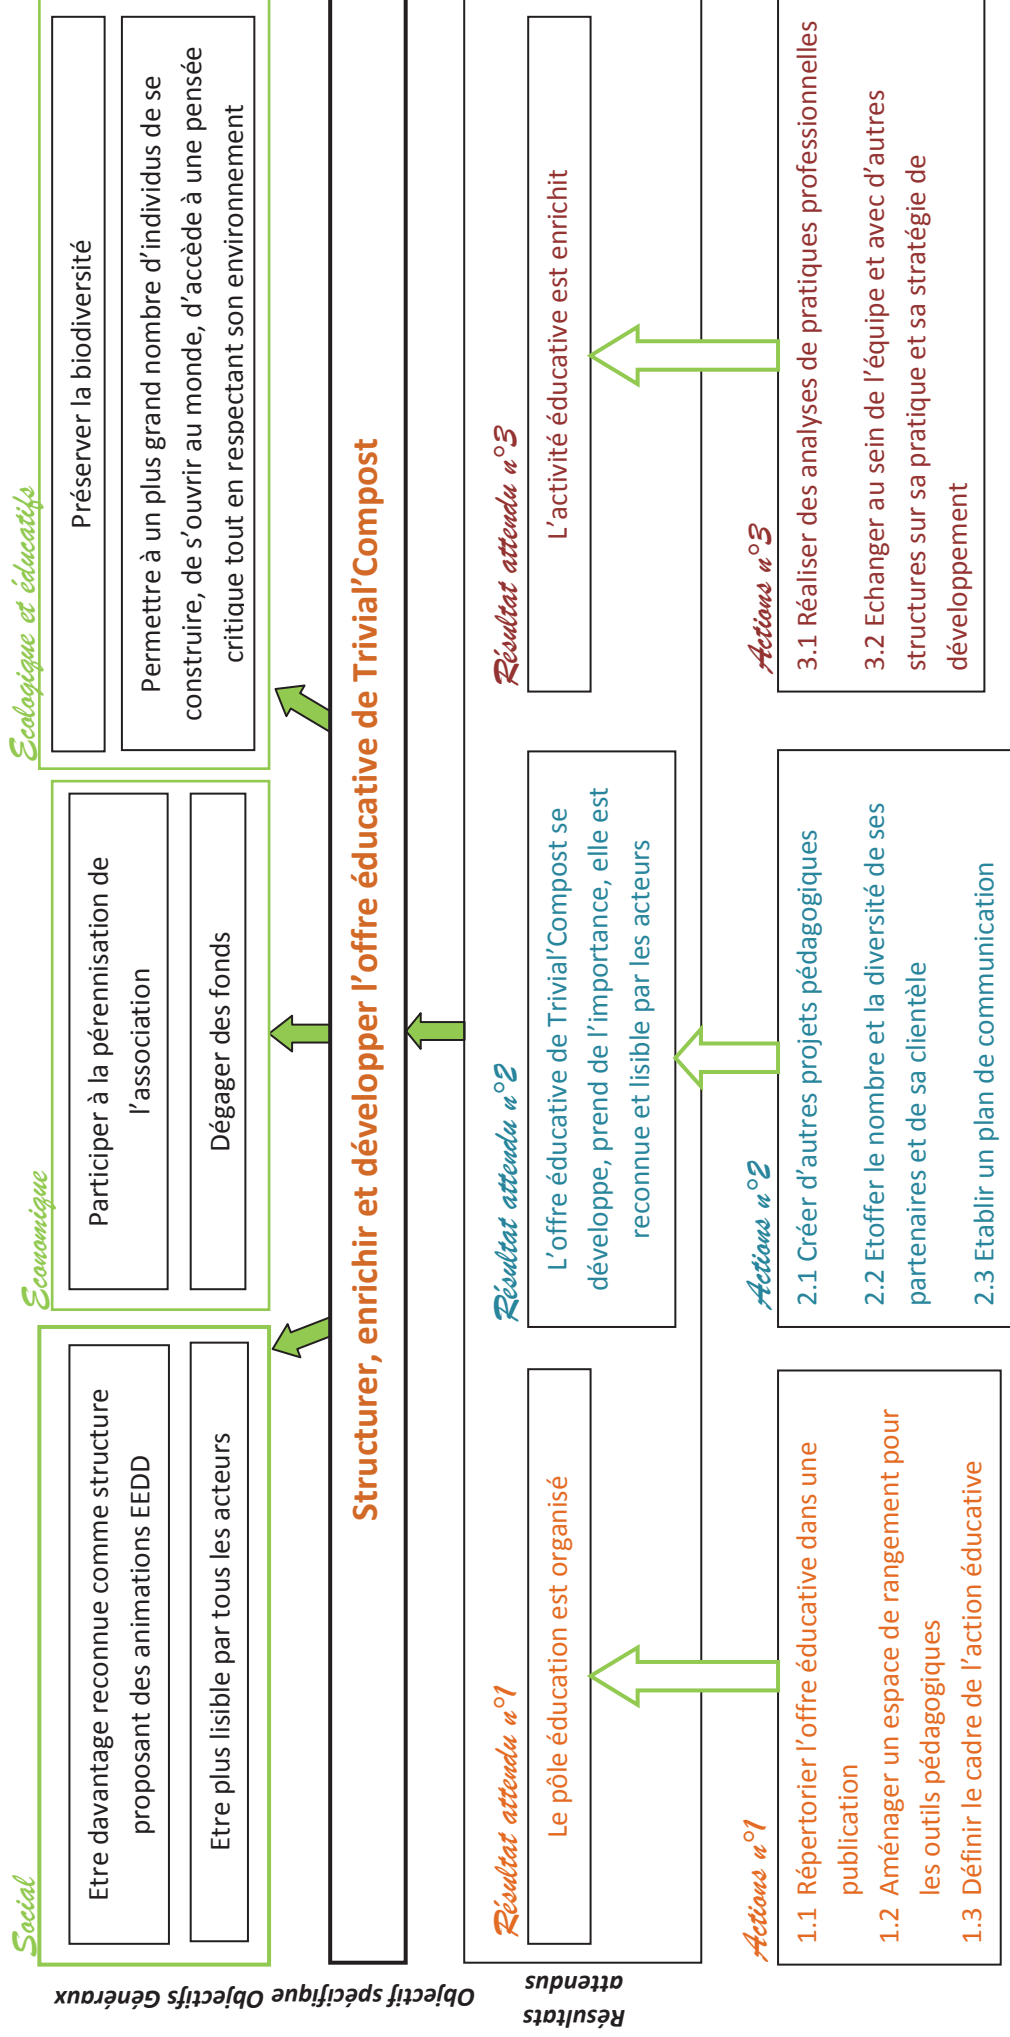 Social
Etre davantage reconnue comme structure
proposant des animations EEDD
Etre plus lisible par tous les acteurs
Economique
Participer à la pérennisation de
l'association
Dégager des fonds
Ecologique et éducatifs
Préserver la biodiversité
Permettre à un plus grand nombre d'individus de se
construire, de s'ouvrir au monde, d'accède à une pensée
critique tout en respectant son environnement
Objectifs Généraux
Objectif spécifique
Structurer, enrichir et développer l'offre éducative de Trivial'Compost
Résultats
attendus
Résultat attendu n°1
Le pôle éducation est organisé
Résultat attendu n°2
L'offre éducative de Trivial'Compost se
développe, prend de l'importance, elle est
reconnue et lisible par les acteurs
Résultat attendu n°3
L'activité éducative est enrichit
Actions n°1
1.1 Répertorier l'offre éducative dans une
publication
1.2 Aménager un espace de rangement pour
les outils pédagogiques
1.3 Définir le cadre de l'action éducative
Actions n°2
2.1 Créer d'autres projets pédagogiques
2.2 Etoffer le nombre et la diversité de ses
partenaires et de sa clientèle
2.3 Etablir un plan de communication
Actions n°3
3.1 Réaliser des analyses de pratiques professionnelles
3.2 Echanger au sein de l'équipe et avec d'autres
structures sur sa pratique et sa stratégie de
développement